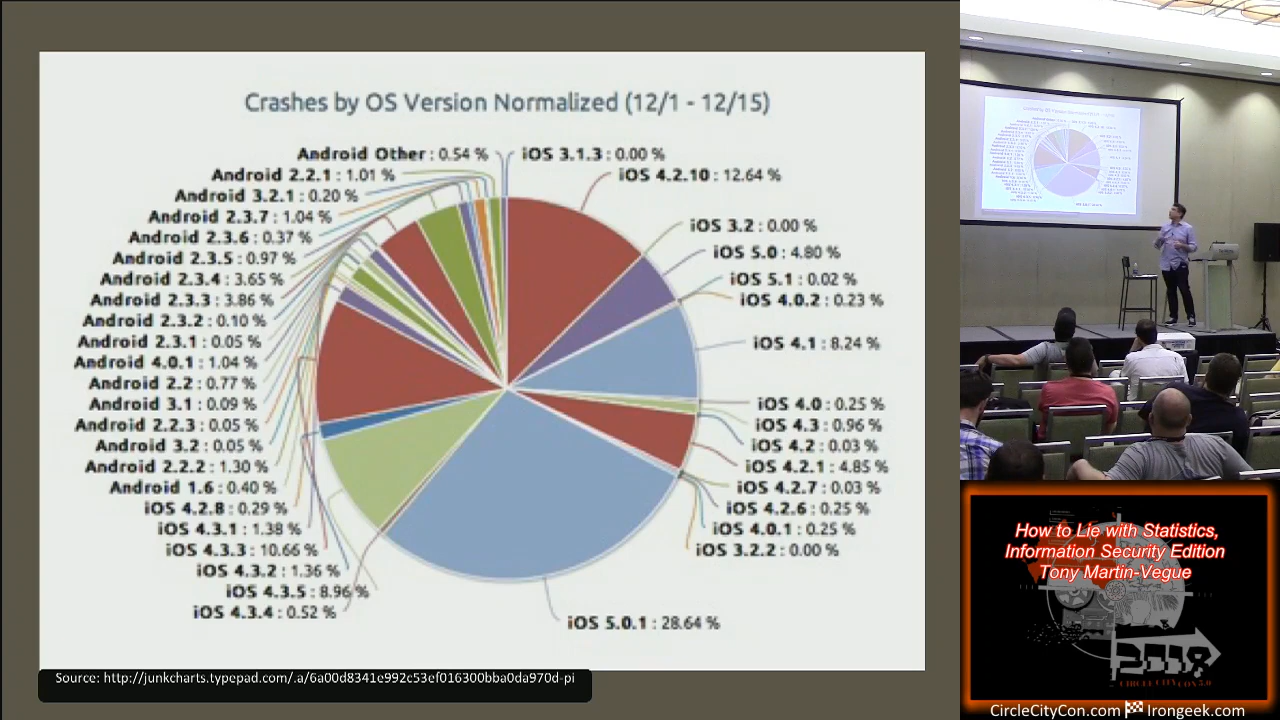 Crashes by OS Version Normalized (12/1 - 12/15)
Android Other : 0.54 %
Android 2.2.1 : 1.01 %
Android 3.2.1 : %
Android 2.3.7 : 1.04 %
Android 2.3.6 : 0.37 %
Android 2.3.5 : 0.97 %
Android 2.3.4 : 3.65 %
Android 2.3.3 : 3.86 %
Android 2.3.2 : 0.10 %
Android 2.3.1 : 0.05 %
Android 4.0.1 : 1.04 %
Android 2.2 : 0.77 %
Android 3.1 : 0.09 %
Android 2.2.3 : 0.05 %
Android 3.2 : 0.05 %
Android 2.2.2 : 1.30 %
Android 1.6 : 0.40 %
iOS 4.2.8 : 0.29 %
iOS 4.3.1 : 1.38 %
iOS 4.3.3 : 10.66 %
iOS 4.3.2 : 1.36 %
iOS 4.3.5 : 8.96 %
iOS 4.3.4 : 0.52 %
iOS 3.1.3 : 0.00 %
iOS 4.2.10 : 12.64 %
iOS 3.2 : 0.00 %
iOS 5.0 : 4.80 %
iOS 5.1 : 0.02 %
iOS 4.0.2 : 0.23 %
iOS 4.1 : 8.24 %
iOS 4.0 : 0.25 %
iOS 4.3 : 0.96 %
iOS 4.2 : 0.03 %
iOS 4.2.1 : 4.85 %
iOS 4.2.7 : 0.03 %
iOS 4.2.6 : 0.25 %
iOS 4.0.1 : 0.25 %
iOS 3.2.2 : 0.00 %
iOS 5.0.1 : 28.64 %
Source: http://junkcharts.typepad.com/.a/6a00d8341e992c53ef016300bba0da970d-pi
How to Lie with Statistics,
Information Security Edition
Tony Martin-Vegue
2018
CIRCLE CITY CON 5.0
CircleCityCon.com Irongeek.com